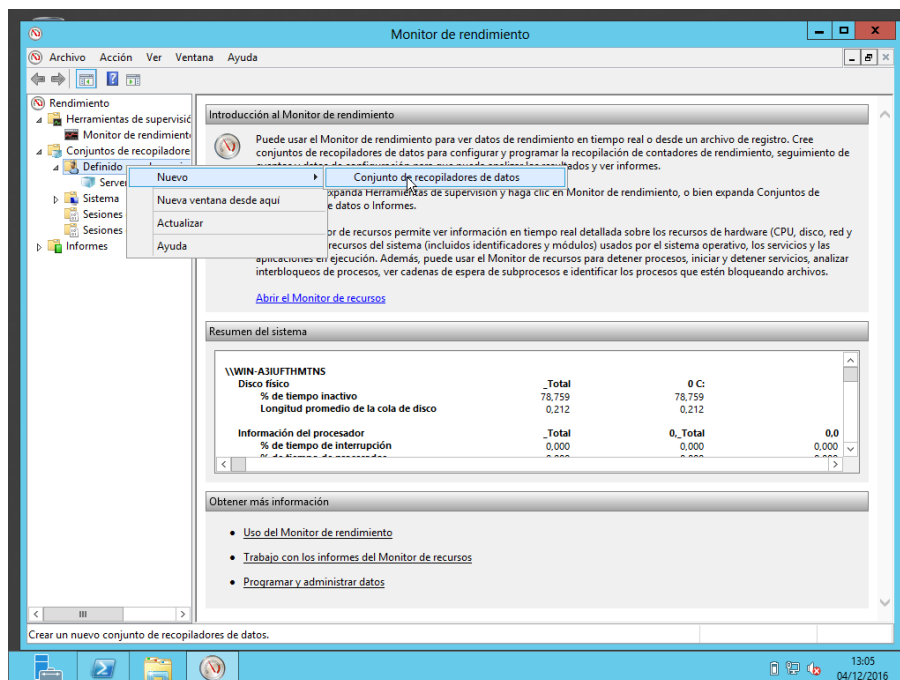 Monitor de rendimiento
Archivo Acción Ver Ventana Ayuda
Rendimiento
Herramientas de supervisió
Monitor de rendimient
Conjuntos de recopiladore
Definido
Server
Sistema
Sesiones
Sesiones
Informes
Nuevo
Nueva ventana desde aquí
Actualizar
Ayuda
Conjunto de recopiladores de datos
Introducción al Monitor de rendimiento
Puede usar el Monitor de rendimiento para ver datos de rendimiento en tiempo real o desde un archivo de registro. Cree
conjuntos de recopiladores de datos para configurar y programar la recopilación de contadores de rendimiento, seguimiento de
resultados y ver informes.
expanda Herramientas de supervisión y haga clic en Monitor de rendimiento, o bien expanda Conjuntos de
e datos o Informes.
or de recursos permite ver información en tiempo real detallada sobre los recursos de hardware (CPU, disco, red y
recursos del sistema (incluidos identificadores y módulos) usados por el sistema operativo, los servicios y las
aplicaciones en ejecución. Además, puede usar el Monitor de recursos para detener procesos, iniciar y detener servicios, analizar
interbloqueos de procesos, ver cadenas de espera de subprocesos e identificar los procesos que estén bloqueando archivos.
Abrir el Monitor de recursos
Resumen del sistema
\\WIN-A3IUFTHMTNS
Disco físico _Total 0 C:
% de tiempo inactivo 78,759 78,759
Longitud promedio de la cola de disco 0,212 0,212
Información del procesador _Total 0,_Total 0,0
% de tiempo de interrupción 0,000 0,000 0,000
Obtener más información
Uso del Monitor de rendimiento
Trabajo con los informes del Monitor de recursos
Programar y administrar datos
Crear un nuevo conjunto de recopiladores de datos.
13:05
04/12/2016